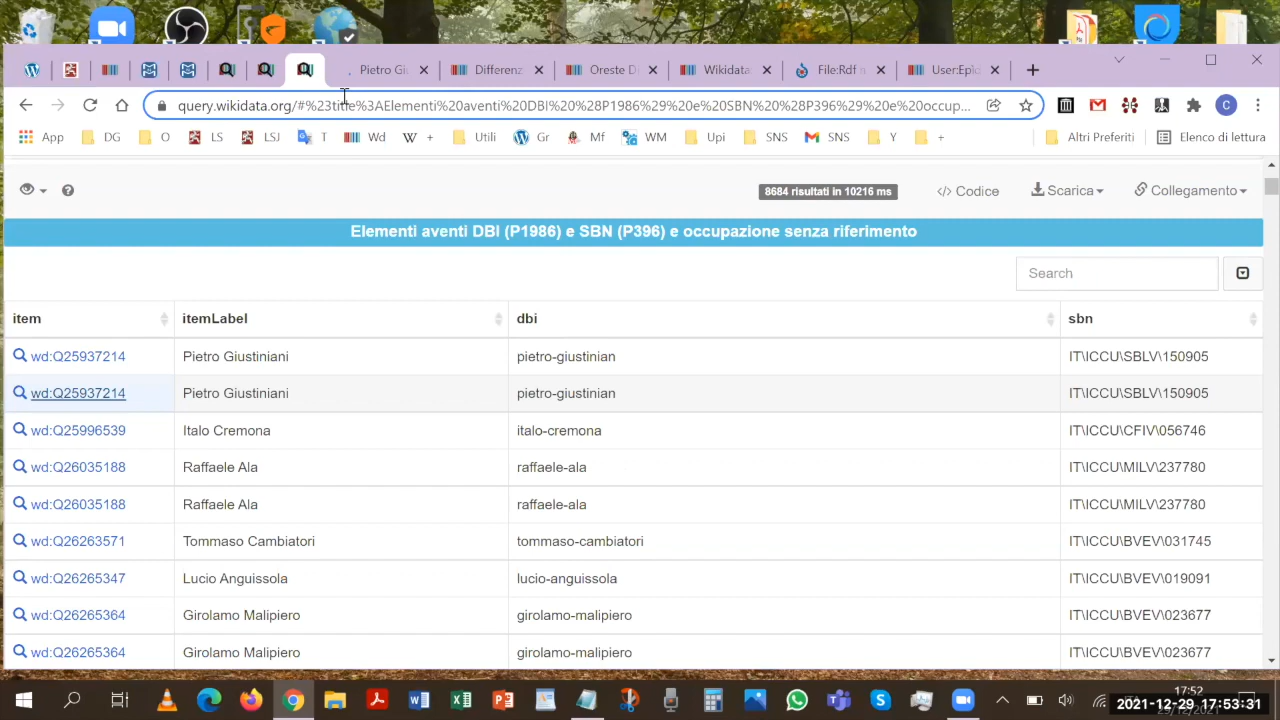 Pietro Giu
Differenz
Oreste D
Wikidata
File:Rdf n
User:Epìd
query.wikidata.org/#%23title%3AElementi%20aventi%20DBI%20%28P1986%29%20e%20SBN%20%28P396%29%20e%20occup...
App DG O LS LSJ T Wd + Utili Gr Mf WM Upi SNS SNS Y + Altri Preferiti Elenco di lettura
8684 risultati in 10216 ms </> Codice Scarica Collegamento
Elementi aventi DBI (P1986) e SBN (P396) e occupazione senza riferimento
Search
item itemLabel dbi sbn
wd:Q25937214 Pietro Giustiniani pietro-giustinian IT\ICCU\SBLV\150905
wd:Q25937214 Pietro Giustiniani pietro-giustinian IT\ICCU\SBLV\150905
wd:Q25996539 Italo Cremona italo-cremona IT\ICCU\CFIV\056746
wd:Q26035188 Raffaele Ala raffaele-ala IT\ICCU\MILV\237780
wd:Q26035188 Raffaele Ala raffaele-ala IT\ICCU\MILV\237780
wd:Q26263571 Tommaso Cambiatori tommaso-cambiatori IT\ICCU\BVEV\031745
wd:Q26265347 Lucio Anguissola lucio-anguissola IT\ICCU\BVEV\019091
wd:Q26265364 Girolamo Malipiero girolamo-malipiero IT\ICCU\BVEV\023677
wd:Q26265364 Girolamo Malipiero girolamo-malipiero IT\ICCU\BVEV\023677
17:52
2021-12-29 17:53:31